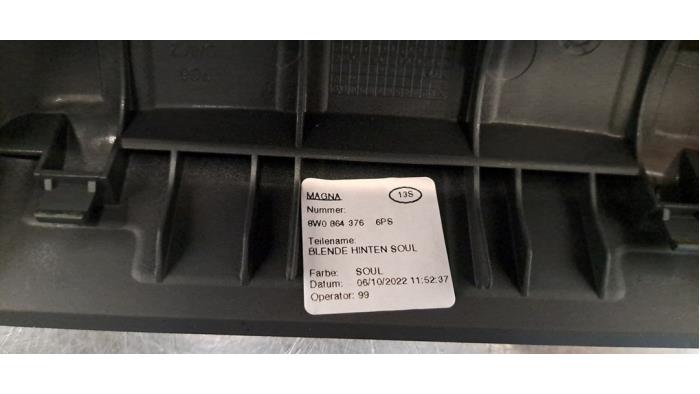 MAGNA
13S
Nummer:
8W0 864 376 6PS
Teilename:
BLENDE HINTEN SOUL
Farbe: SOUL
Datum: 06/10/2022 11:52:37
Operator: 99